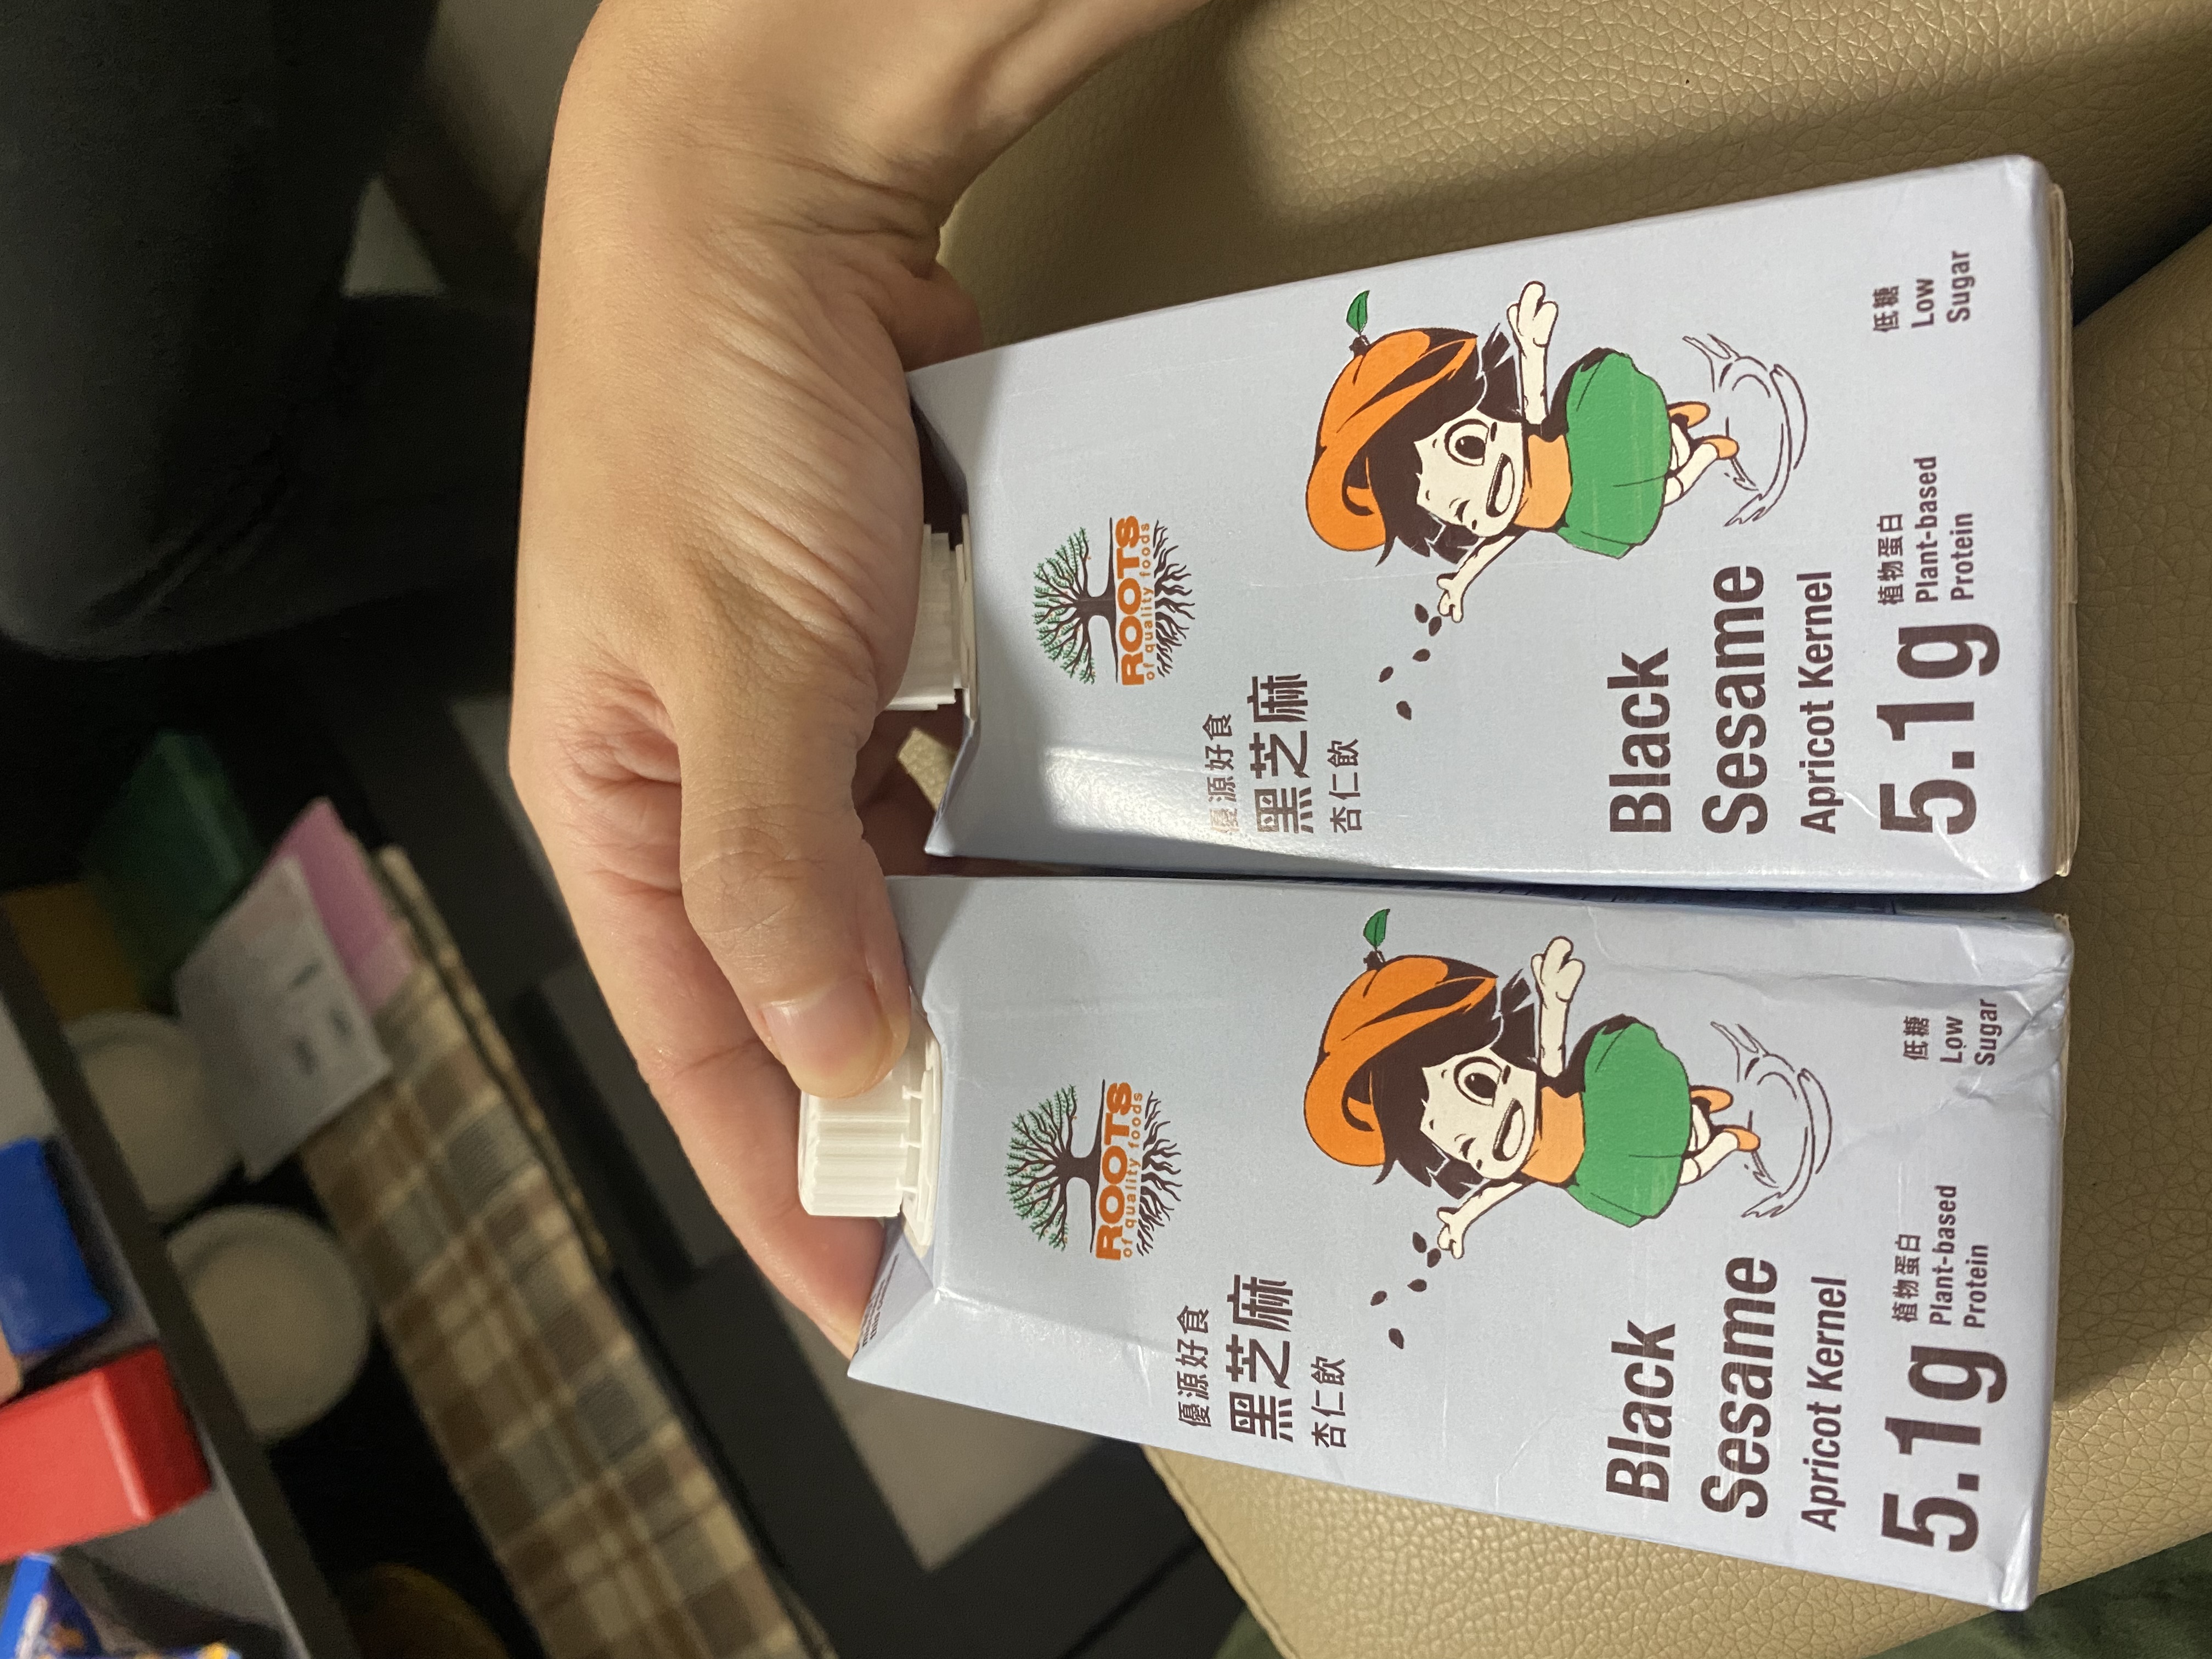 ROOTS
of quality foods
優源好食
黑芝麻
杏仁飲
Black
Sesame
Apricot Kernel
5.1g
植物蛋白
Plant-based
Protein
低糖
Low
Sugar
ROOTS
of quality foods
優源好食
黑芝麻
杏仁飲
Black
Sesame
Apricot Kernel
5.1g
植物蛋白
Plant-based
Protein
低糖
Low
Sugar